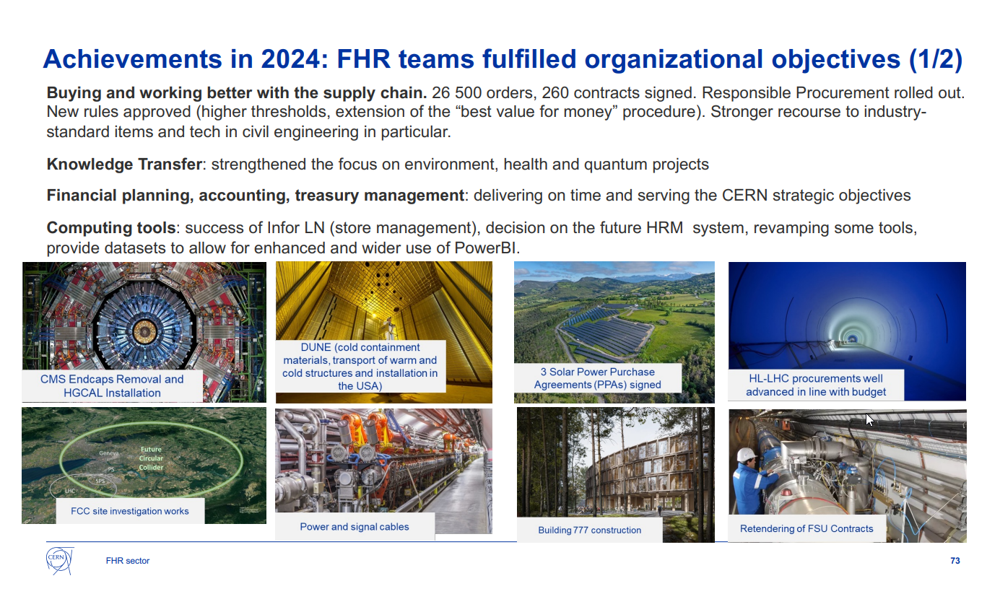 Achievements in 2024: FHR teams fulfilled organizational objectives (1/2)
Buying and working better with the supply chain. 26 500 orders, 260 contracts signed. Responsible Procurement rolled out.
New rules approved (higher thresholds, extension of the “best value for money” procedure). Stronger recourse to industry-
standard items and tech in civil engineering in particular.
Knowledge Transfer: strengthened the focus on environment, health and quantum projects
Financial planning, accounting, treasury management: delivering on time and serving the CERN strategic objectives
Computing tools: success of Infor LN (store management), decision on the future HRM  system, revamping some tools,
provide datasets to allow for enhanced and wider use of PowerBI.
CMS Endcaps Removal and
HGCAL Installation
DUNE (cold containment
materials, transport of warm and
cold structures and installation in
the USA)
3 Solar Power Purchase
Agreements (PPAs) signed
HL-LHC procurements well
advanced in line with budget
Geneva
PS
SPS
LHC
Future
Circular
Collider
FCC site investigation works
Power and signal cables
Building 777 construction
Retendering of FSU Contracts
CERN
FHR sector
73